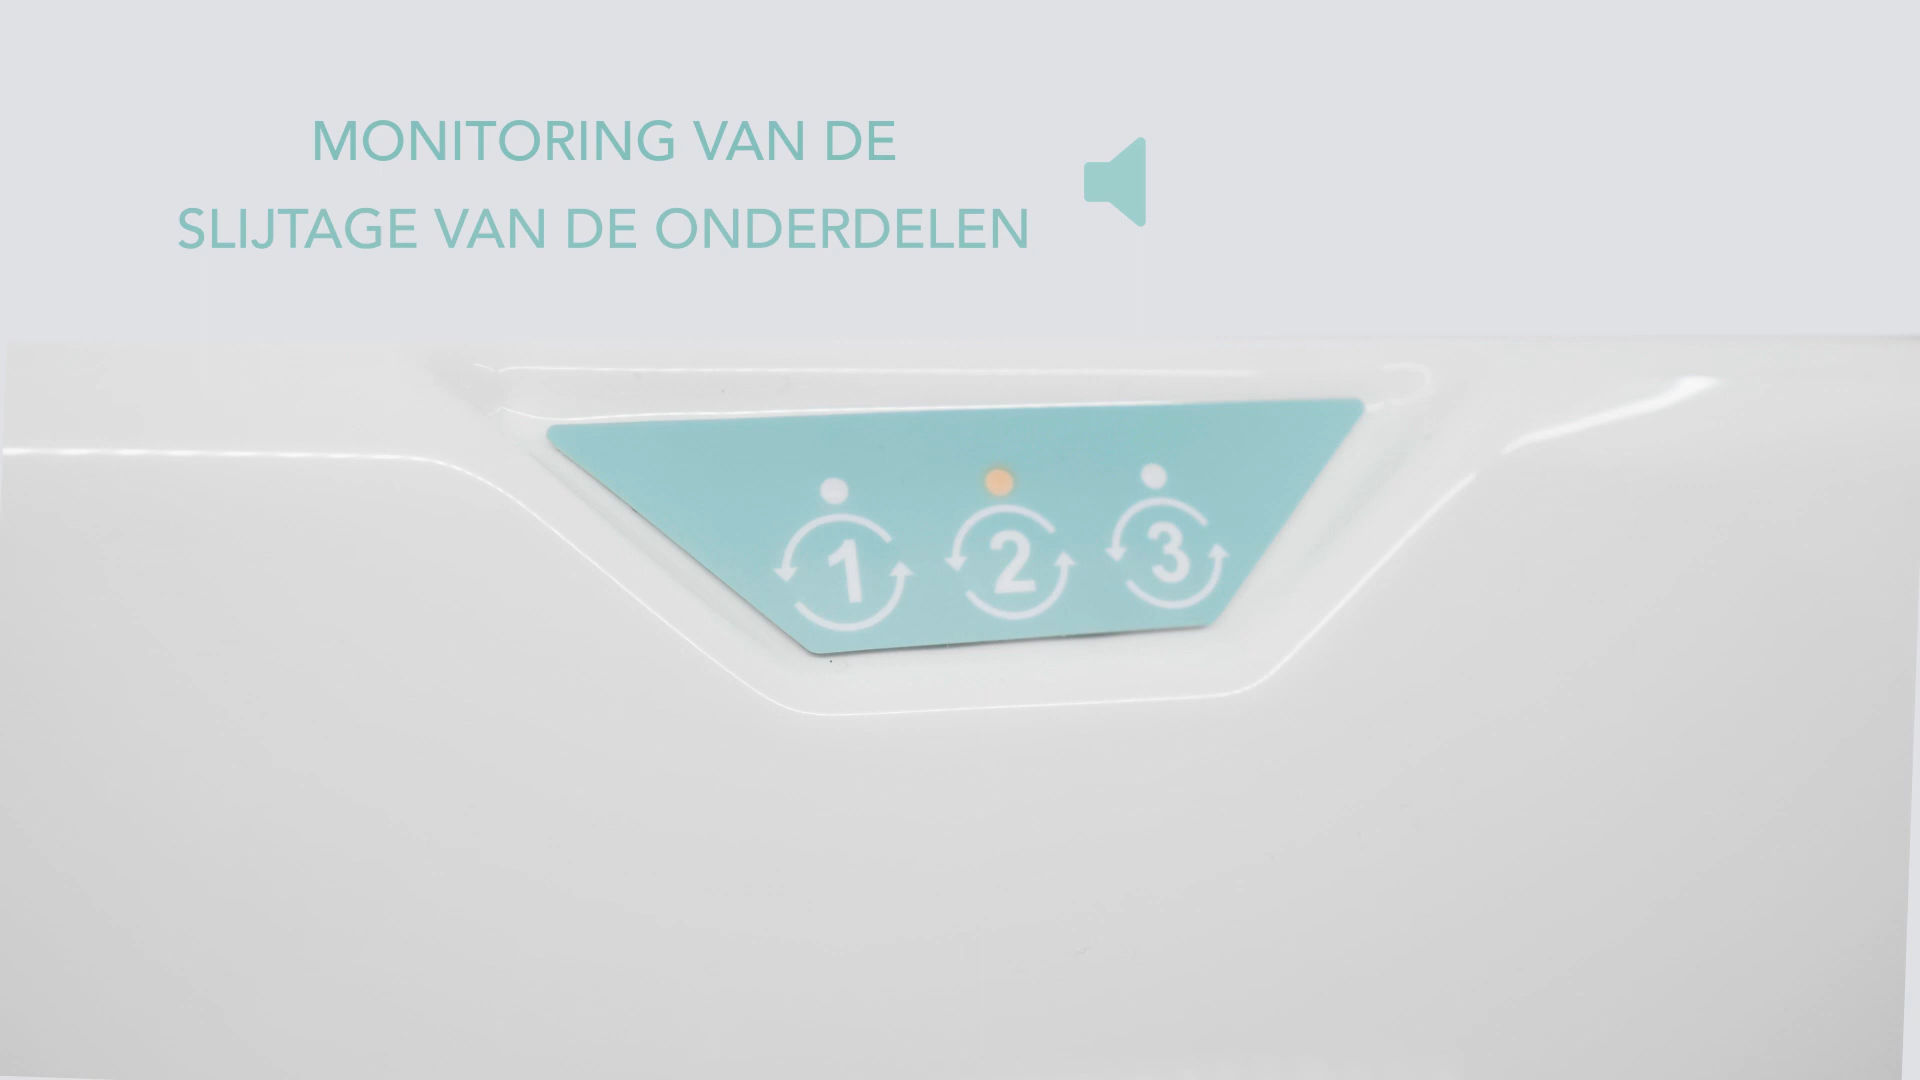 MONITORING VAN DE
SLIJTAGE VAN DE ONDERDELEN
1 2 3